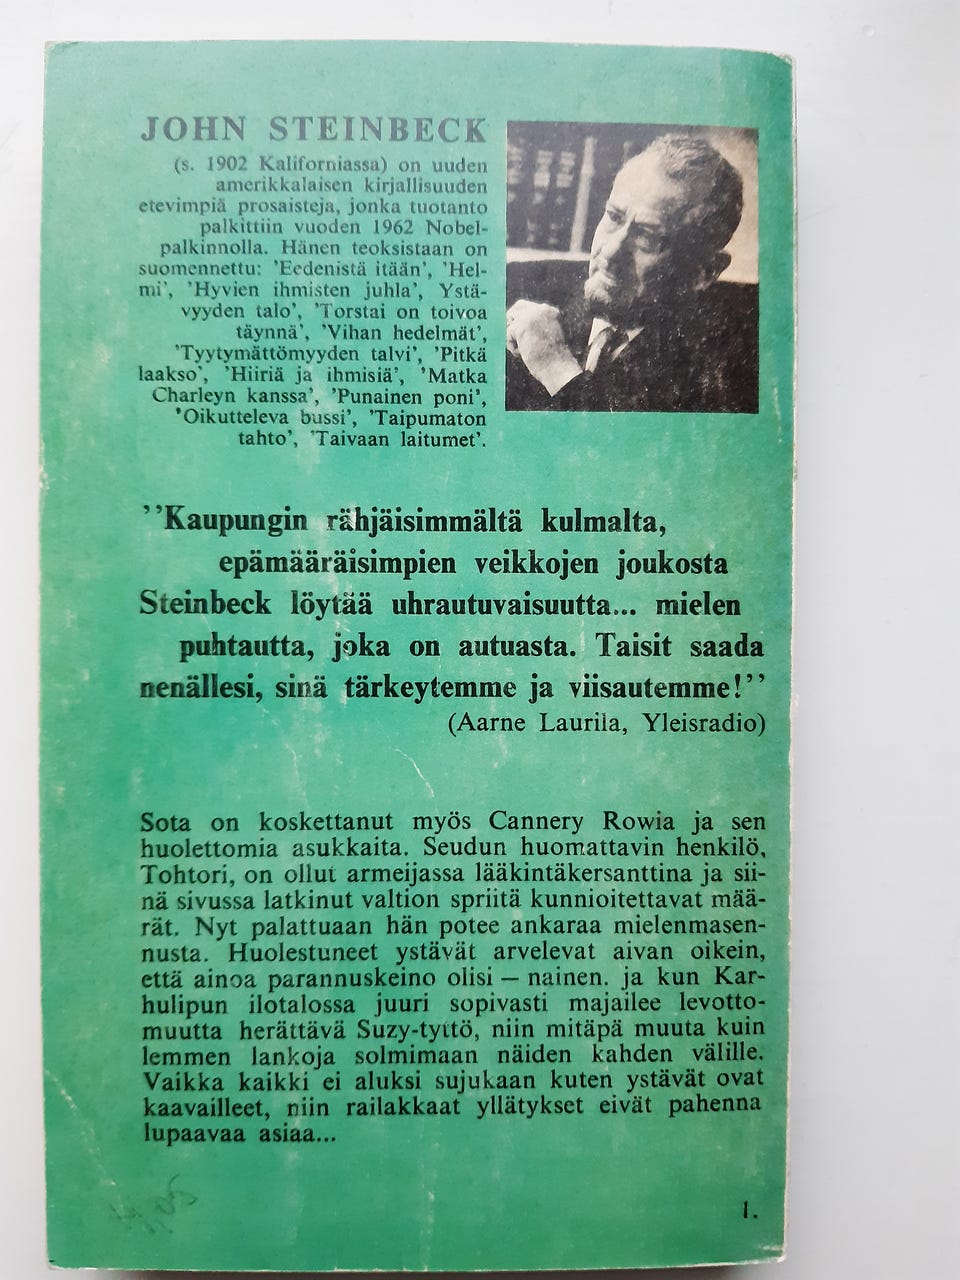 JOHN STEINBECK
(s. 1902 Kaliforniassa) on uuden
amerikkalaisen kirjallisuuden
etevimpiä prosaisteja, jonka tuotanto
palkittiin vuoden 1962 Nobel-
palkinnolla. Hänen teoksistaan on
suomennettu: 'Eedenistä itään', 'Hel-
mi', 'Hyvien ihmisten juhla', Ystä-
vyyden talo', 'Torstai on toivoa
täynnä', 'Vihan hedelmät',
'Tyytymättömyyden talvi', 'Pitkä
laakso', 'Hiiriä ja ihmisiä', 'Matka
Charleyn kanssa', 'Punainen poni',
'Oikutteleva bussi', 'Taipumaton
tahto', 'Taivaan laitumet'.
''Kaupungin rähjäisimmältä kulmalta,
epämääräisimpien veikkojen joukosta
Steinbeck löytää uhrautuvaisuutta... mielen
puhtautta, joka on autuasta. Taisit saada
nenällesi, sinä tärkeytemme ja viisautemme!''
(Aarne Laurila, Yleisradio)
Sota on koskettanut myös Cannery Rowia ja sen
huolettomia asukkaita. Seudun huomattavin henkilö,
Tohtori, on ollut armeijassa lääkintäkersanttina ja sii-
nä sivussa latkinut valtion spriitä kunnioitettavat mää-
rät. Nyt palattuaan hän potee ankaraa mielenmasen-
nusta. Huolestuneet ystävät arvelevat aivan oikein,
että ainoa parannuskeino olisi – nainen. ja kun Kar-
hulipun ilotalossa juuri sopivasti majailee levotto-
muutta herättävä Suzy-tyttö, niin mitäpä muuta kuin
lemmen lankoja solmimaan näiden kahden välille.
Vaikka kaikki ei aluksi sujukaan kuten ystävät ovat
kaavailleet, niin railakkaat yllätykset eivät pahenna
lupaavaa asiaa...
1.